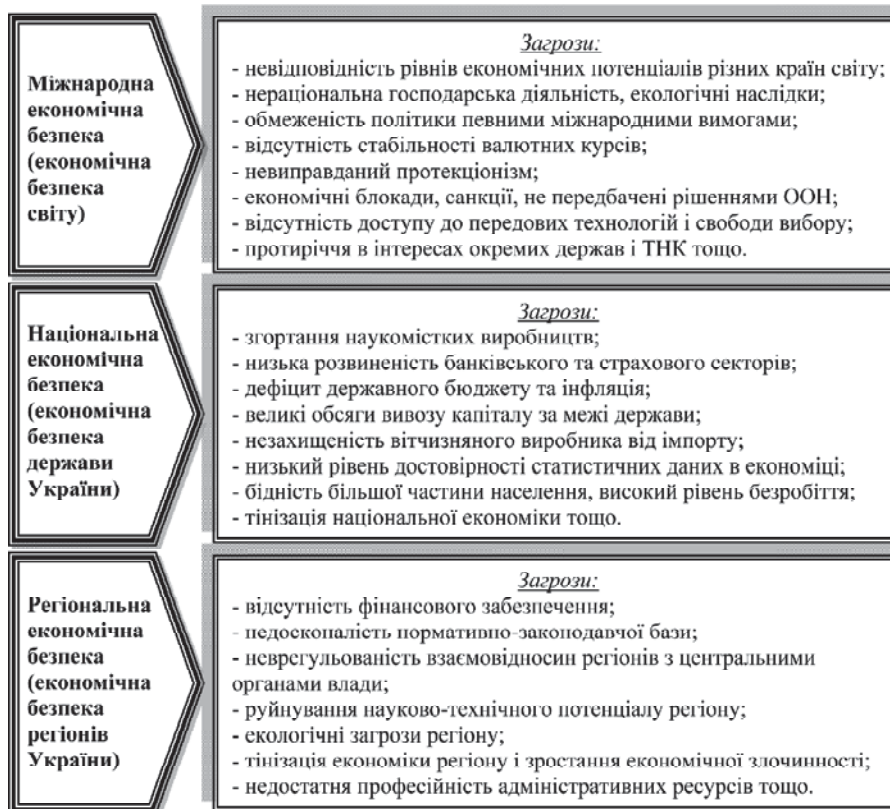 Міжнародна
економічна
безпека
(економічна
безпека
світу)
Загрози:
- невідповідність рівнів економічних потенціалів різних країн світу;
- нераціональна господарська діяльність, екологічні наслідки;
- обмеженість політики певними міжнародними вимогами;
- відсутність стабільності валютних курсів;
- невиправданий протекціонізм;
- економічні блокади, санкції, не передбачені рішеннями ООН;
- відсутність доступу до передових технологій і свободи вибору;
- протиріччя в інтересах окремих держав і ТНК тощо.
Національна
економічна
безпека
(економічна
безпека
держави
України)
Загрози:
- згортання наукомістких виробництв;
- низька розвиненість банківського та страхового секторів;
- дефіцит державного бюджету та інфляція;
- великі обсяги вивозу капіталу за межі держави;
- незахищеність вітчизняного виробника від імпорту;
- низький рівень достовірності статистичних даних в економіці;
- бідність більшої частини населення, високий рівень безробіття;
- тінізація національної економіки тощо.
Регіональна
економічна
безпека
(економічна
безпека
регіонів
України)
Загрози:
- відсутність фінансового забезпечення;
- недосконалість нормативно-законодавчої бази;
- неврегульованість взаємовідносин регіонів з центральними
органами влади;
- руйнування науково-технічного потенціалу регіону;
- екологічні загрози регіону;
- тінізація економіки регіону і зростання економічної злочинності;
- недостатня професійність адміністративних ресурсів тощо.